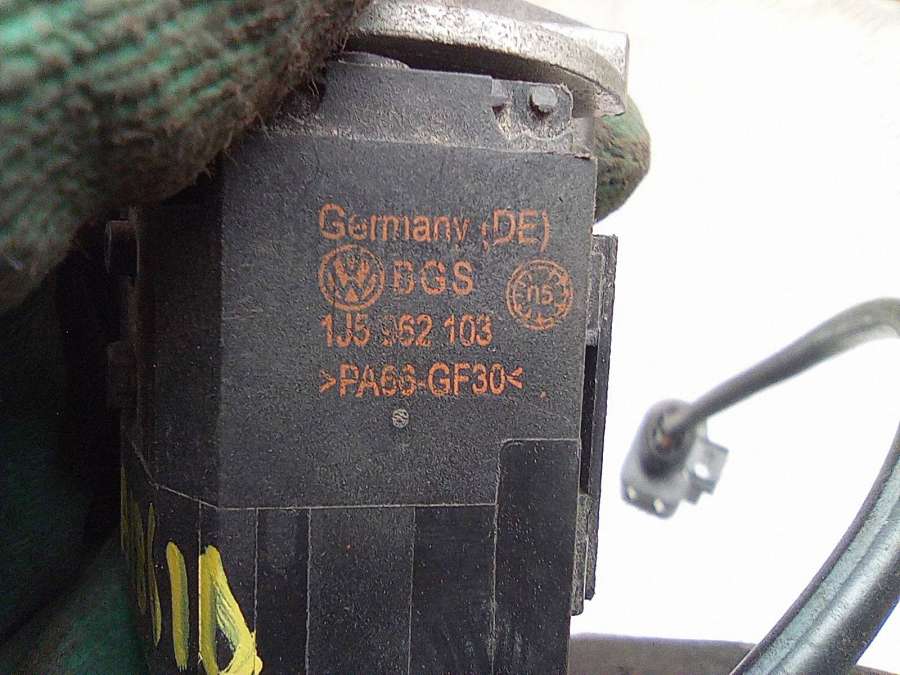 Germany (DE)
BGS
1J5 962 103
>PA66-GF30<